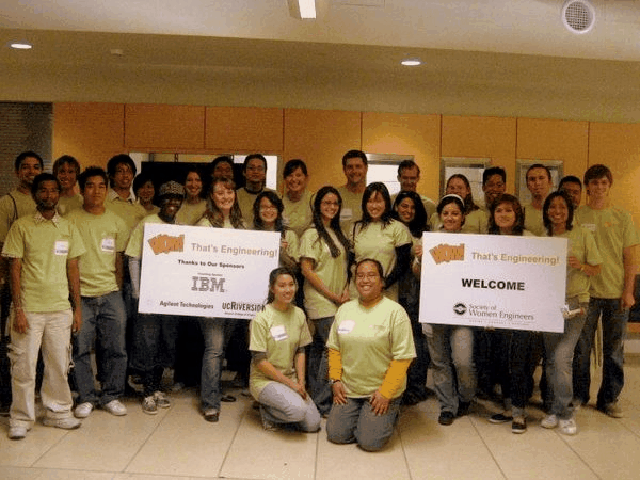 WOW! That's Engineering!
Thanks to Our Sponsors
IBM
Agilent Technologies UCRIVERSIDE
WOW! That's Engineering!
WELCOME
Society of
Women Engineers